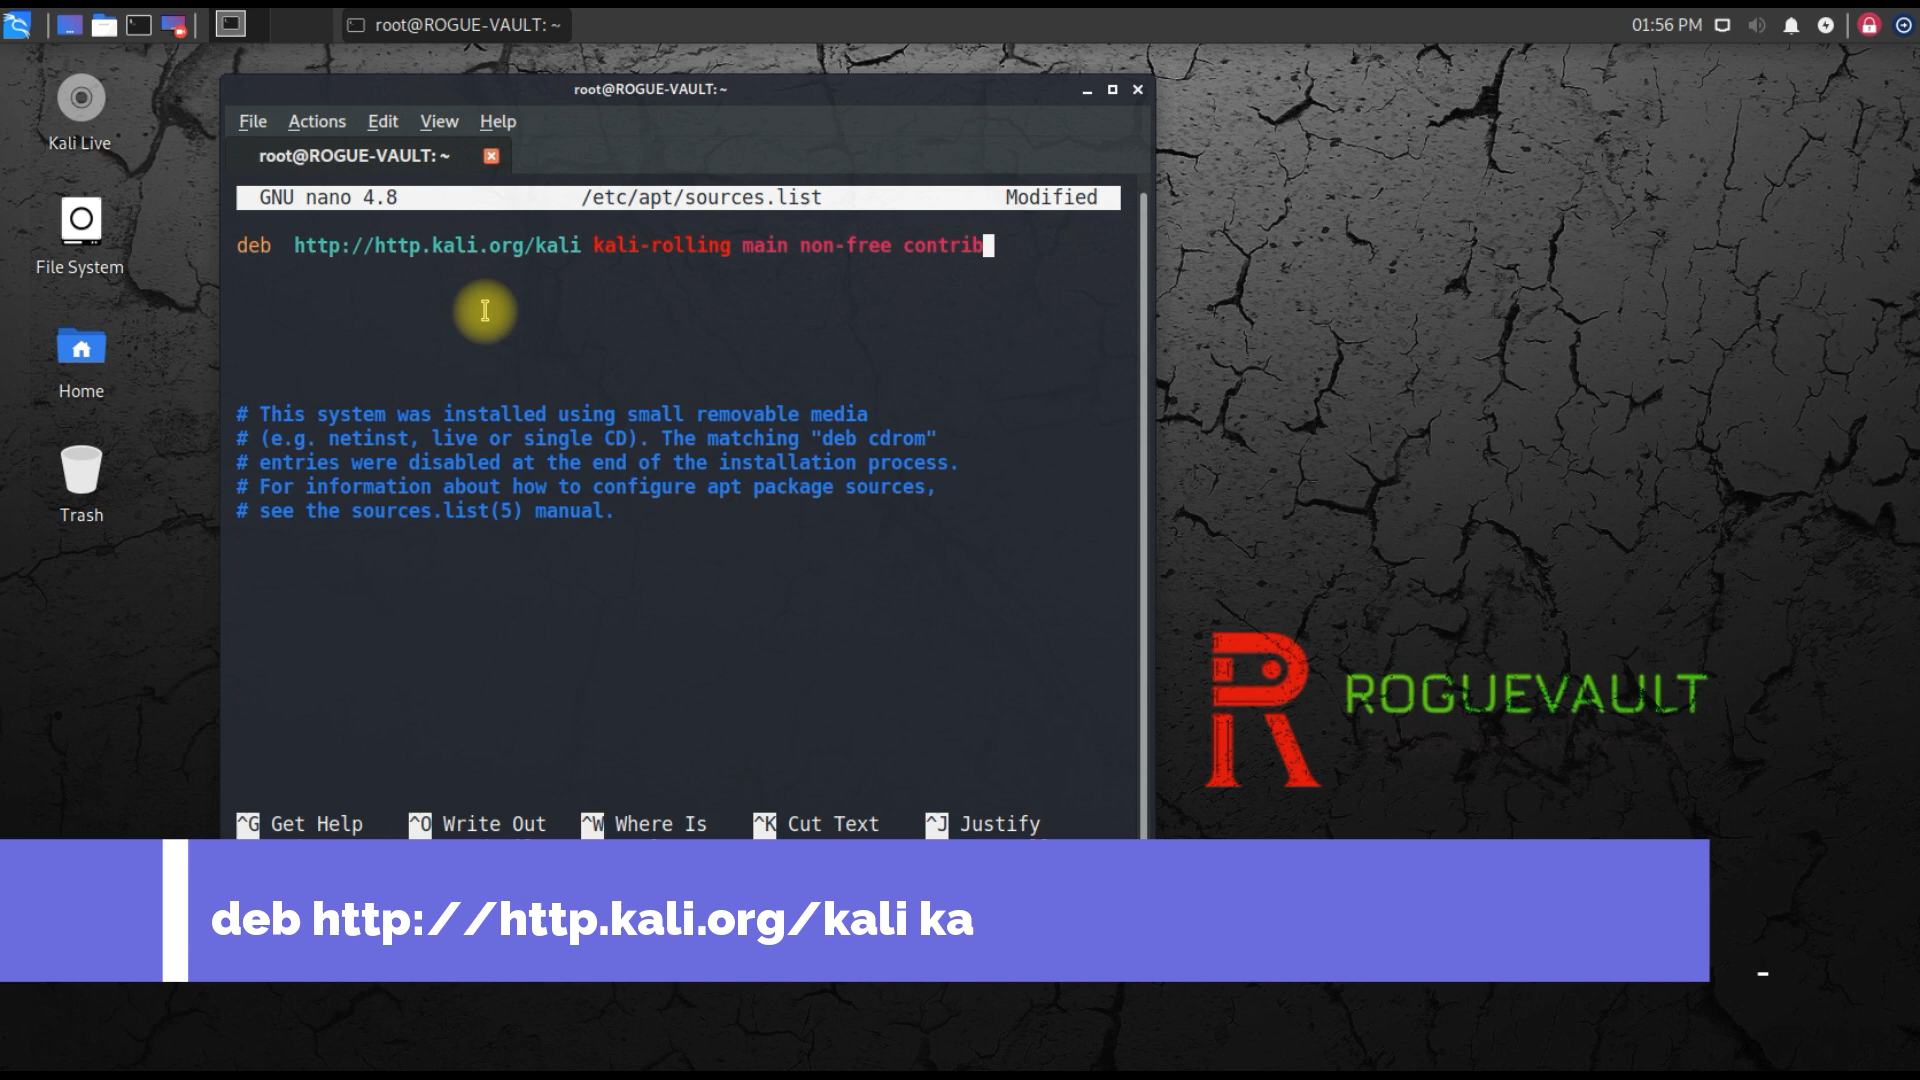 root@ROGUE-VAULT: ~
01:56 PM
Kali Live
File System
Home
Trash
root@ROGUE-VAULT: ~
File Actions Edit View Help
root@ROGUE-VAULT: ~
GNU nano 4.8 /etc/apt/sources.list Modified
deb  http://http.kali.org/kali kali-rolling main non-free contrib
# This system was installed using small removable media
# (e.g. netinst, live or single CD). The matching "deb cdrom"
# entries were disabled at the end of the installation process.
# For information about how to configure apt package sources,
# see the sources.list(5) manual.
R ROGUEVAULT
^G Get Help ^O Write Out ^W Where Is ^K Cut Text ^J Justify
deb http://http.kali.org/kali ka